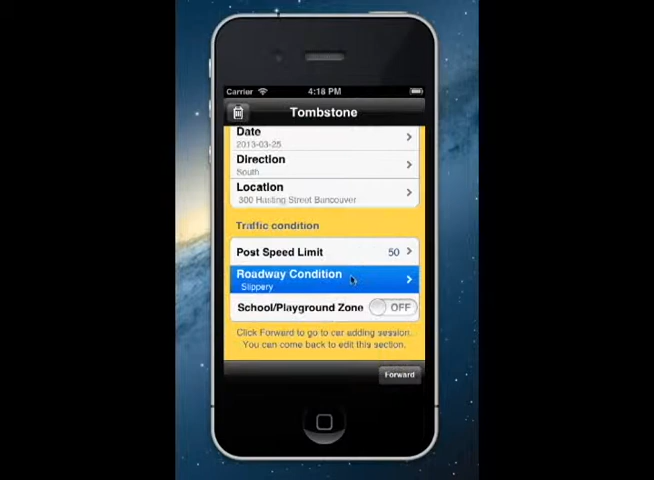 Carrier 4:18 PM
Tombstone
Date
2013-03-25
Direction
South
Location
300 Hasting Street Bancouver
Traffic condition
Post Speed Limit 50
Roadway Condition
Slippery
School/Playground Zone OFF
Click Forward to go to car adding session.
You can come back to edit this section.
Forward